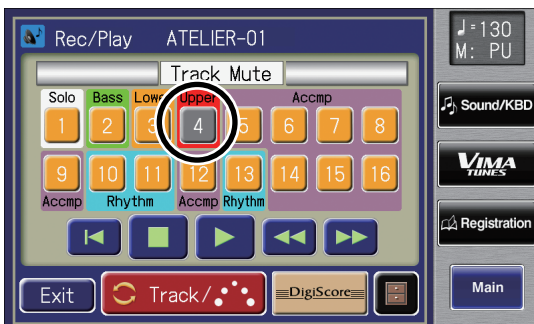 Rec/Play ATELIER-01
♩=130
M: PU
Track Mute
Solo Bass Lower Upper Accmp
1 2 3 4 5 6 7 8
9 10 11 12 13 14 15 16
Accmp Rhythm Accmp Rhythm
Exit Track/ DigiScore
Sound/KBD
VIMA
TUNES
Registration
Main